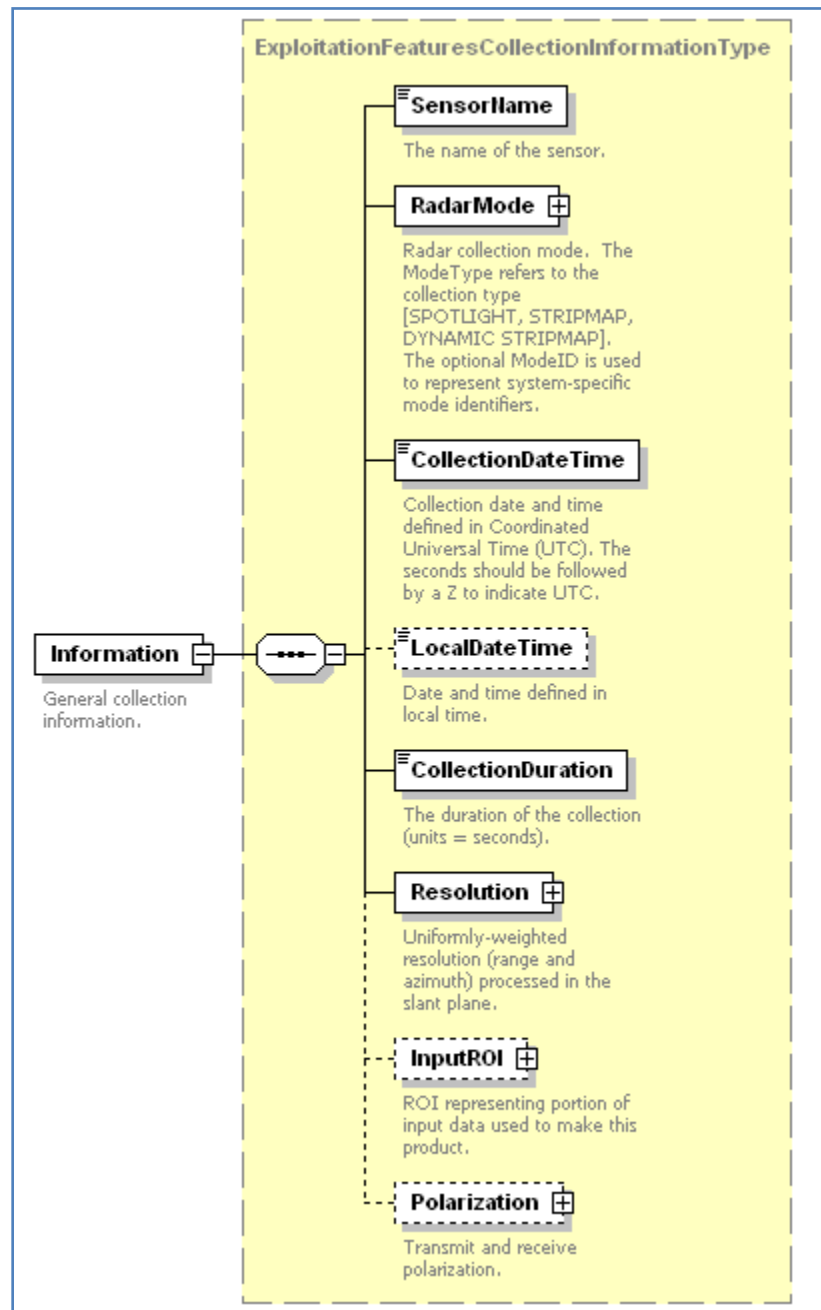 ExploitationFeaturesCollectionInformationType
SensorName
The name of the sensor.
RadarMode
Radar collection mode.  The
ModeType refers to the
collection type
[SPOTLIGHT, STRIPMAP,
DYNAMIC STRIPMAP].
The optional ModeID is used
to represent system-specific
mode identifiers.
CollectionDateTime
Collection date and time
defined in Coordinated
Universal Time (UTC). The
seconds should be followed
by a Z to indicate UTC.
Information
General collection
information.
LocalDateTime
Date and time defined in
local time.
CollectionDuration
The duration of the collection
(units = seconds).
Resolution
Uniformly-weighted
resolution (range and
azimuth) processed in the
slant plane.
InputROI
ROI representing portion of
input data used to make this
product.
Polarization
Transmit and receive
polarization.